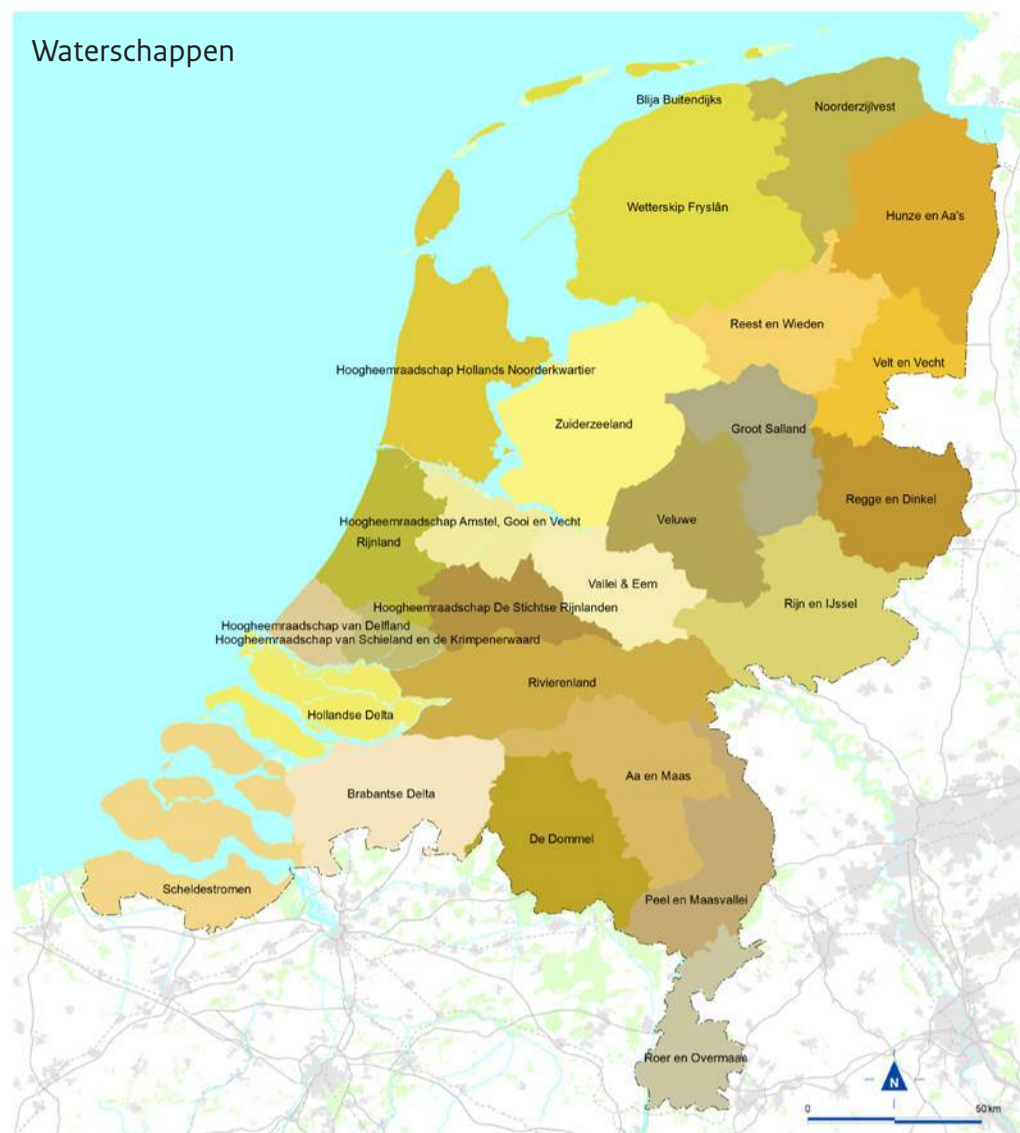 Waterschappen
Blija Buitendijks
Noorderzijlvest
Wetterskip Fryslân
Hunze en Aa's
Reest en Wieden
Velt en Vecht
Hoogheemraadschap Hollands Noorderkwartier
Zuiderzeeland
Groot Salland
Regge en Dinkel
Hoogheemraadschap Amstel, Gooi en Vecht
Veluwe
Rijnland
Vallei & Eem
Rijn en IJssel
Hoogheemraadschap De Stichtse Rijnlanden
Hoogheemraadschap van Delfland
Hoogheemraadschap van Schieland en de Krimpenerwaard
Rivierenland
Hollandse Delta
Aa en Maas
Brabantse Delta
De Dommel
Scheldestromen
Peel en Maasvallei
Roer en Overmaas
N
0 50 km